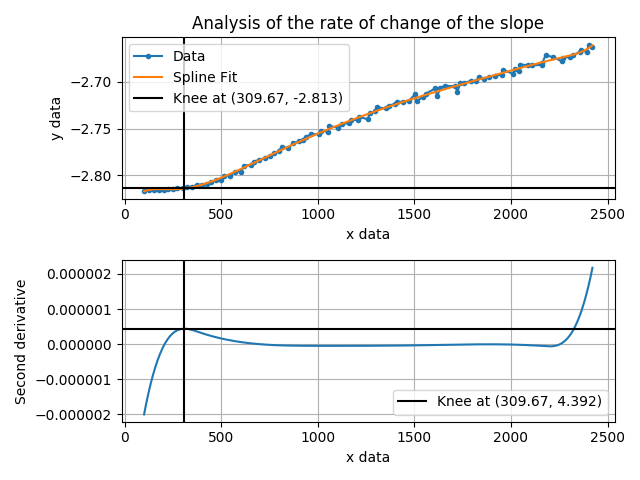 Analysis of the rate of change of the slope
Data
Spline Fit
Knee at (309.67, -2.813)
y data
−2.70
−2.75
−2.80
0 500 1000 1500 2000 2500
x data
Second derivative
0.000002
0.000001
0.000000
−0.000001
−0.000002
Knee at (309.67, 4.392)
0 500 1000 1500 2000 2500
x data